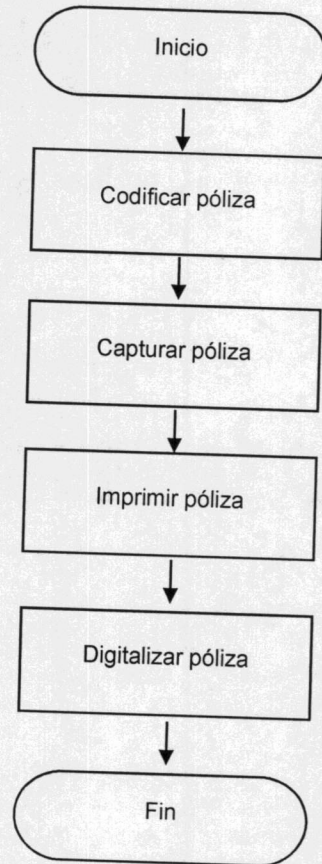 Inicio
Codificar póliza
Capturar póliza
Imprimir póliza
Digitalizar póliza
Fin